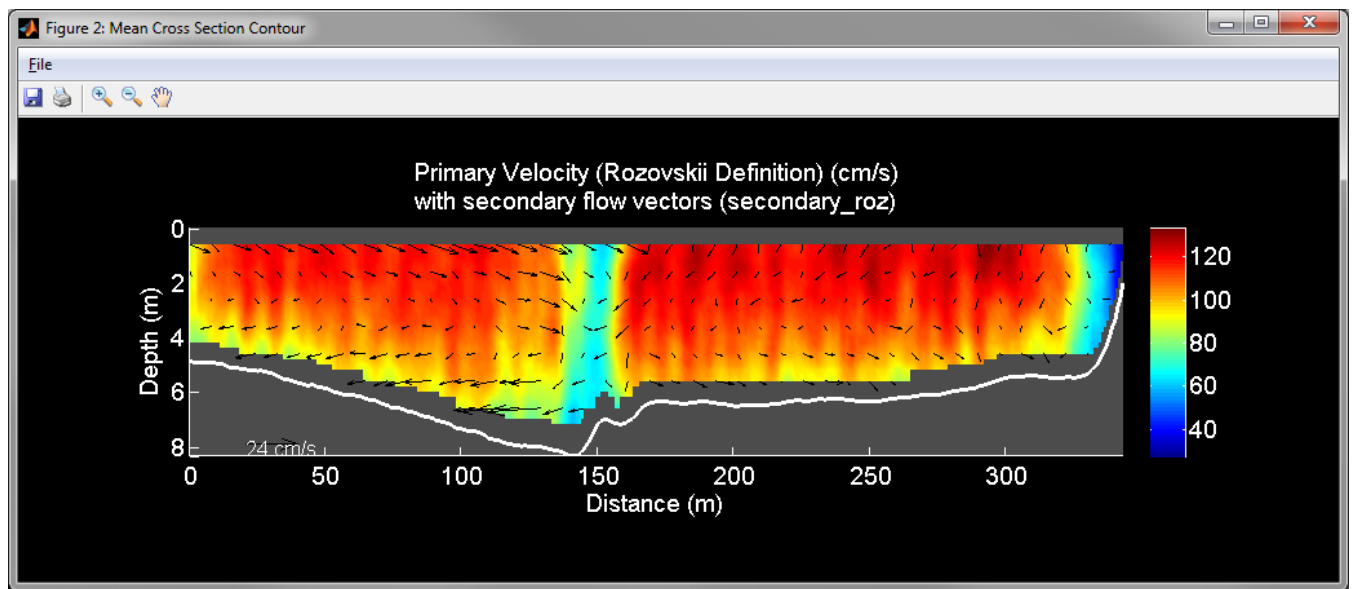 Figure 2: Mean Cross Section Contour
File
Primary Velocity (Rozovskii Definition) (cm/s)
with secondary flow vectors (secondary_roz)
0
2
4
6
8
Depth (m)
24 cm/s
0 50 100 150 200 250 300
Distance (m)
120
100
80
60
40